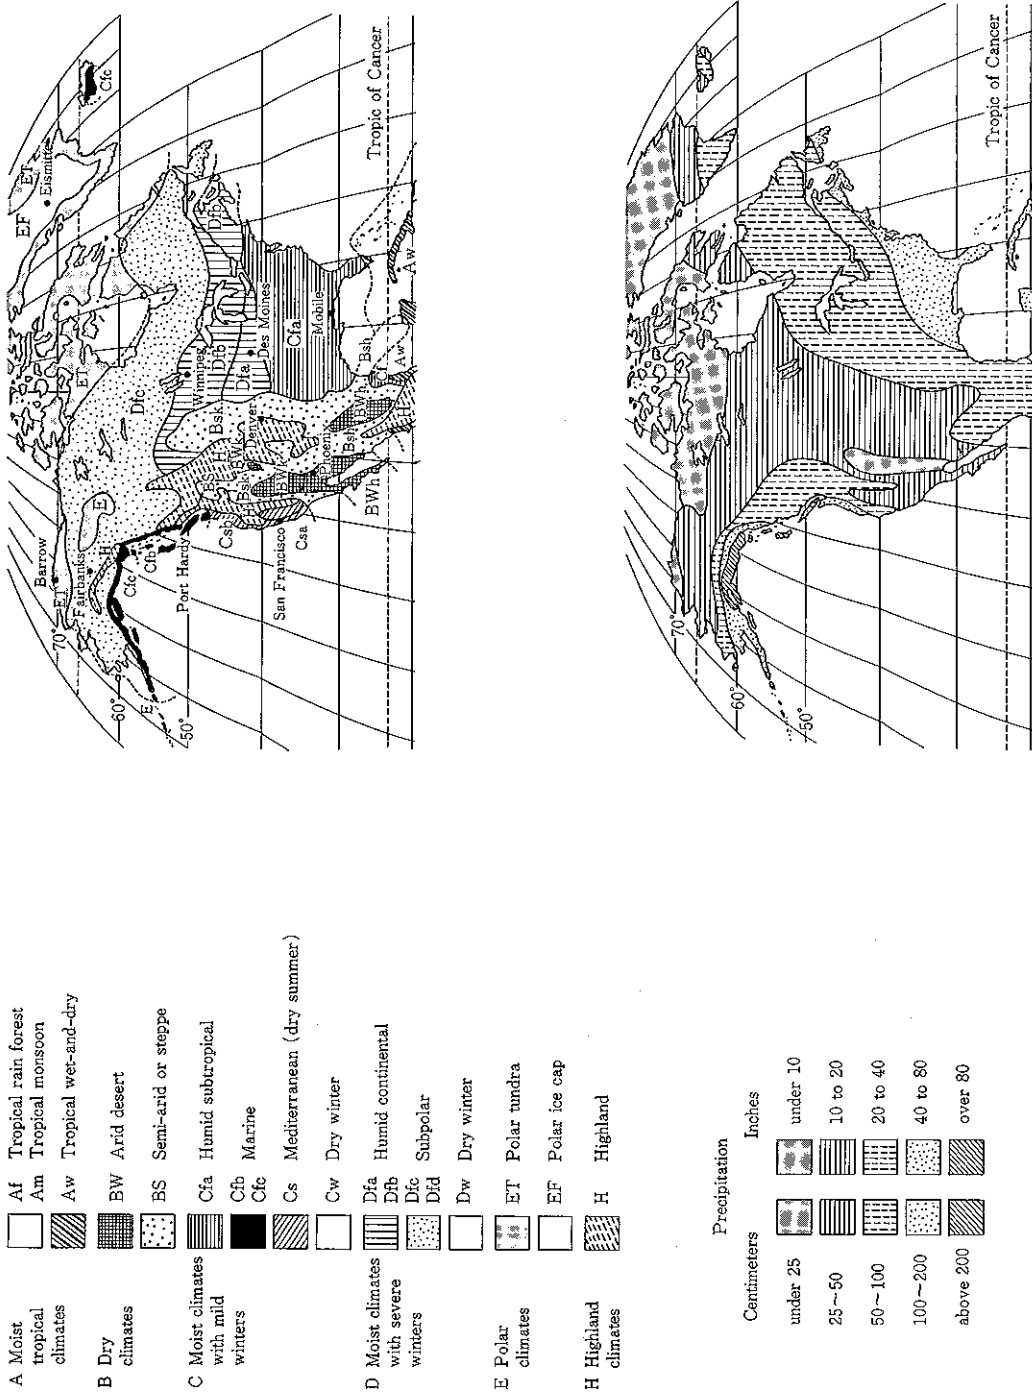 A Moist
tropical
climates
Af Tropical rain forest
Am Tropical monsoon
Aw Tropical wet-and-dry
B Dry
climates
BW Arid desert
BS Semi-arid or steppe
C Moist climates
with mild
winters
Cfa Humid subtropical
Cfb Marine
Cfc
Cs Mediterranean (dry summer)
Cw Dry winter
D Moist climates
with severe
winters
Dfa Humid continental
Dfb
Dfc Subpolar
Dfd
Dw Dry winter
E Polar
climates
ET Polar tundra
EF Polar ice cap
H Highland
climates
H Highland
Precipitation
Centimeters Inches
under 25 under 10
25~50 10 to 20
50~100 20 to 40
100~200 40 to 80
above 200 over 80
Cfc
EF
ET
Eismitte
ET
ET
Barrow
ET
70°
Fairbanks
E
H
Dfc
60°
Cfc
Cfb
E
50°
Port Hardy
Winnipeg
Dfb
Dfb
Dfa
Des Moines
Bsk
H
BWk
Denver
Csb
Bsk
San Francisco
Csa
Phoenix
Cfa
Mobile
Bsh
BWh
BWh
Bsh
H
Cf
Aw
Aw
Tropic of Cancer
70°
60°
50°
Tropic of Cancer